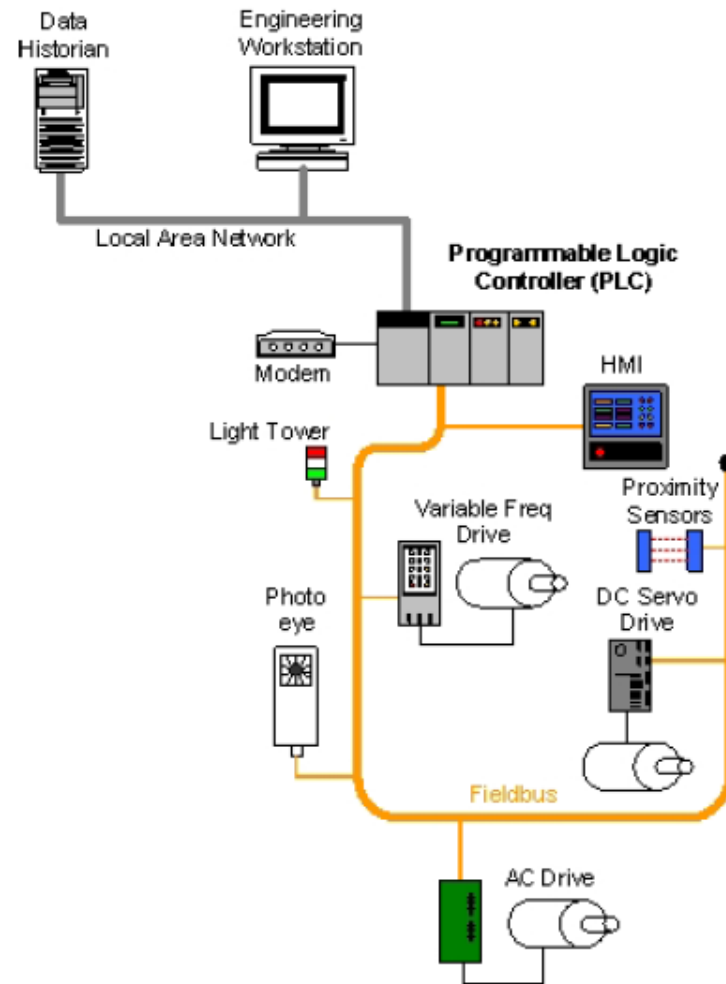 Data
Historian
Engineering
Workstation
Local Area Network
Programmable Logic
Controller (PLC)
Modem
HMI
Light Tower
Proximity
Sensors
Variable Freq
Drive
Photo
eye
DC Servo
Drive
Fieldbus
AC Drive